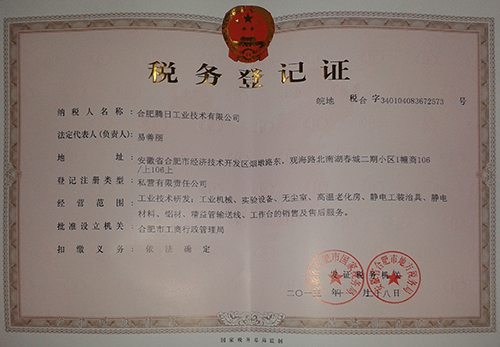 税务登记证
皖地 税合 字340104083672573 号
纳税人名称：合肥腾日工业技术有限公司
法定代表人(负责人)：易善丽
地址：安徽省合肥市经济技术开发区烟墩路东，观海路北南湖春城二期小区1幢商106
/上106上
登记注册类型：私营有限责任公司
经营范围：工业技术研发；工业机械、实验设备、无尘室、高温老化房、静电工装治具、静电
材料、铝材、精益管输送线、工作台的销售及售后服务。
批准设立机关：合肥市工商行政管理局
扣缴义务：依法确定
发证税务机关
二〇一三年 月十八日
国家税务总局监制